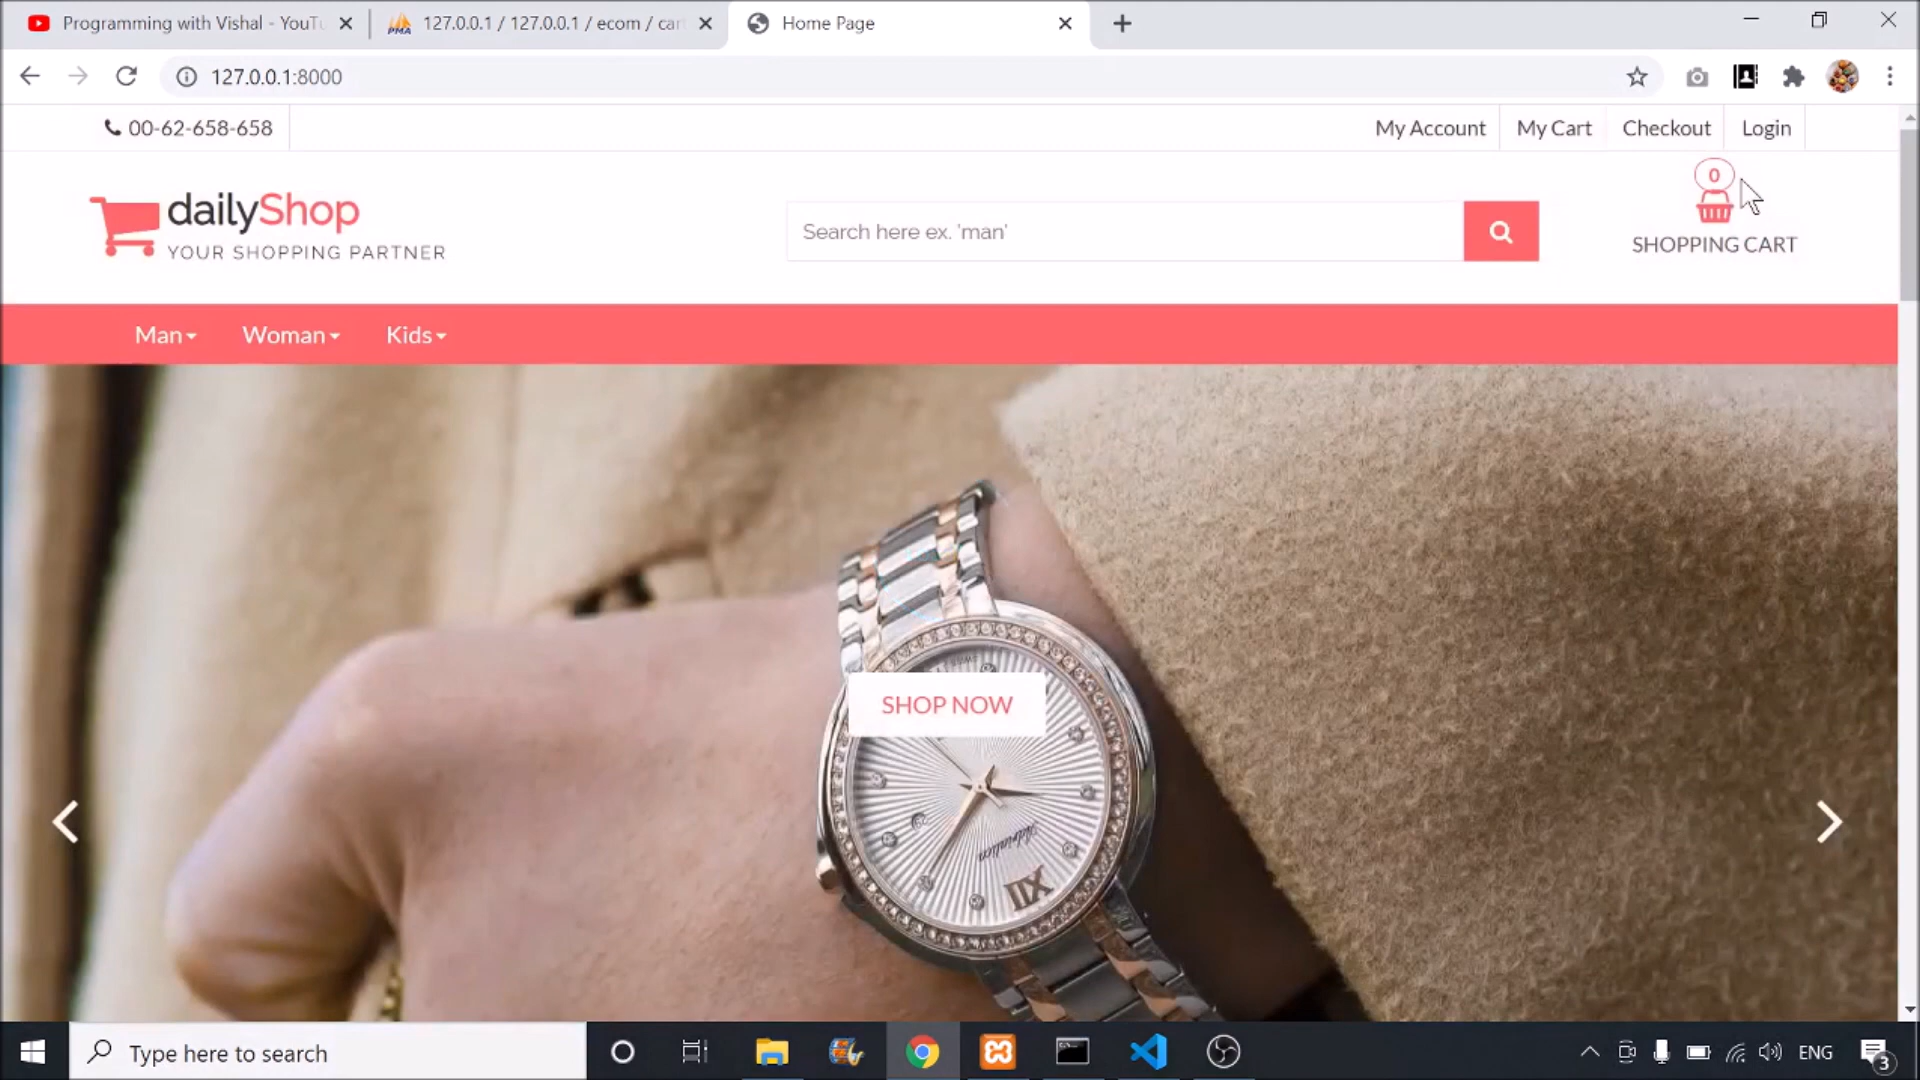 Programming with Vishal - YouTu
PMA
127.0.0.1 / 127.0.0.1 / ecom / car
Home Page
127.0.0.1:8000
00-62-658-658
My Account
My Cart
Checkout
Login
dailyShop
YOUR SHOPPING PARTNER
Search here ex. 'man'
0
SHOPPING CART
Man
Woman
Kids
SHOP NOW
XII
Type here to search
ENG
3